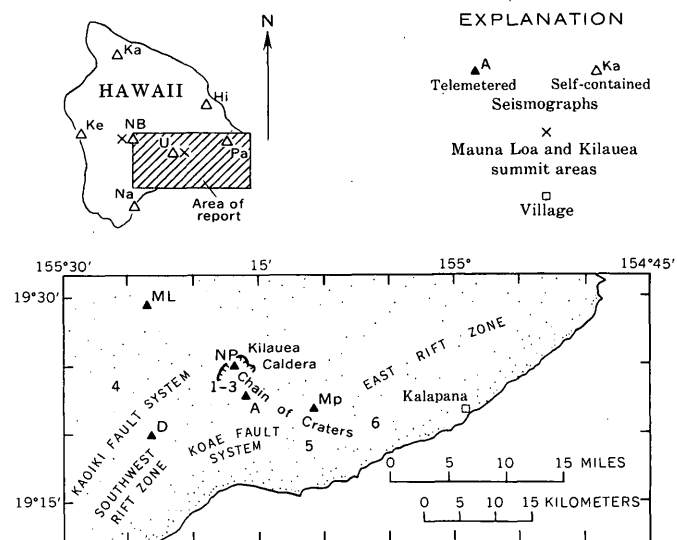 N
EXPLANATION
Ka
HAWAII
Hi
Ke
NB
U
Pa
Na
Area of
report
A
Ka
Telemetered
Self-contained
Seismographs
Mauna Loa and Kilauea
summit areas
Village
155°30'
15'
155°
154°45'
19°30'
ML
NP
Kilauea
Caldera
EAST RIFT ZONE
4
1-3
Chain of Craters
A
Mp
Kalapana
KAOIKI FAULT SYSTEM
D
KOAE FAULT
SYSTEM
5
6
SOUTHWEST
RIFT ZONE
0 5 10 15 MILES
19°15'
0 5 10 15 KILOMETERS